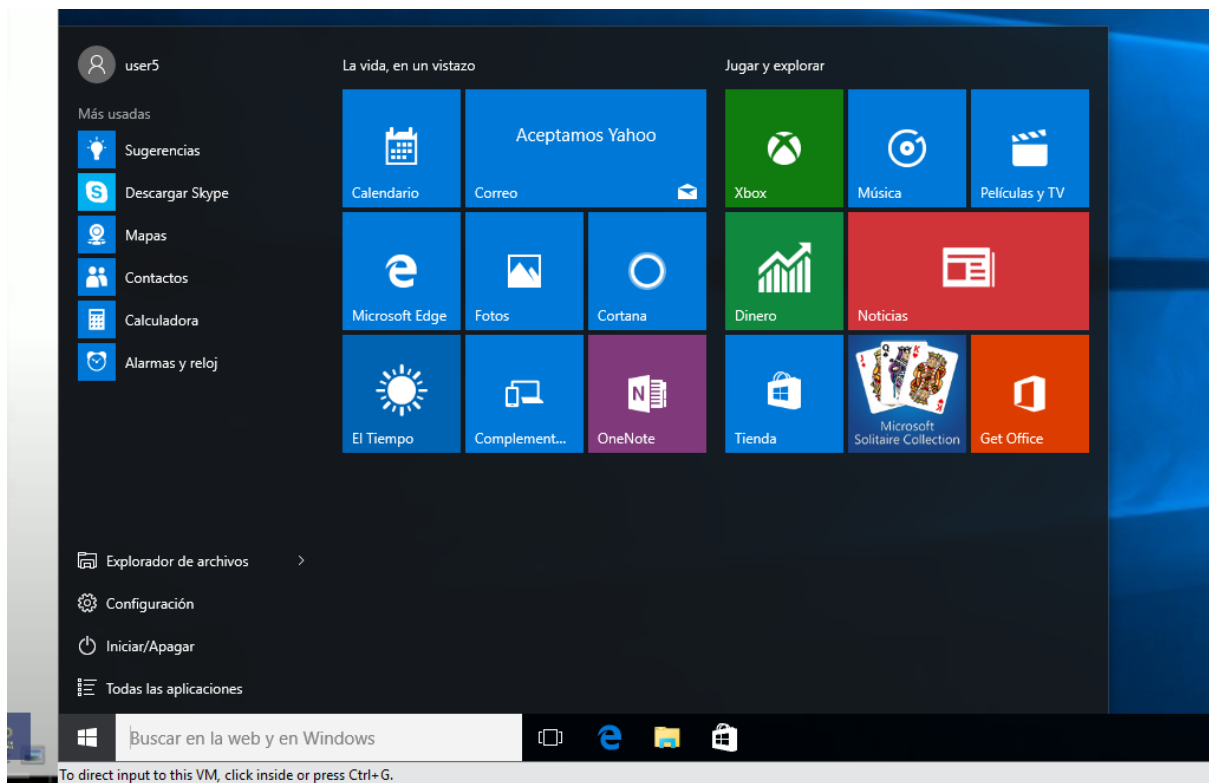 user5
Más usadas
Sugerencias
Descargar Skype
Mapas
Contactos
Calculadora
Alarmas y reloj
Explorador de archivos
Configuración
Iniciar/Apagar
Todas las aplicaciones
La vida, en un vistazo
Calendario
Aceptamos Yahoo
Correo
Microsoft Edge
Fotos
Cortana
El Tiempo
Complement...
N
OneNote
Jugar y explorar
Xbox
Música
Películas y TV
Dinero
Noticias
Tienda
Microsoft
Solitaire Collection
Get Office
Buscar en la web y en Windows
To direct input to this VM, click inside or press Ctrl+G.